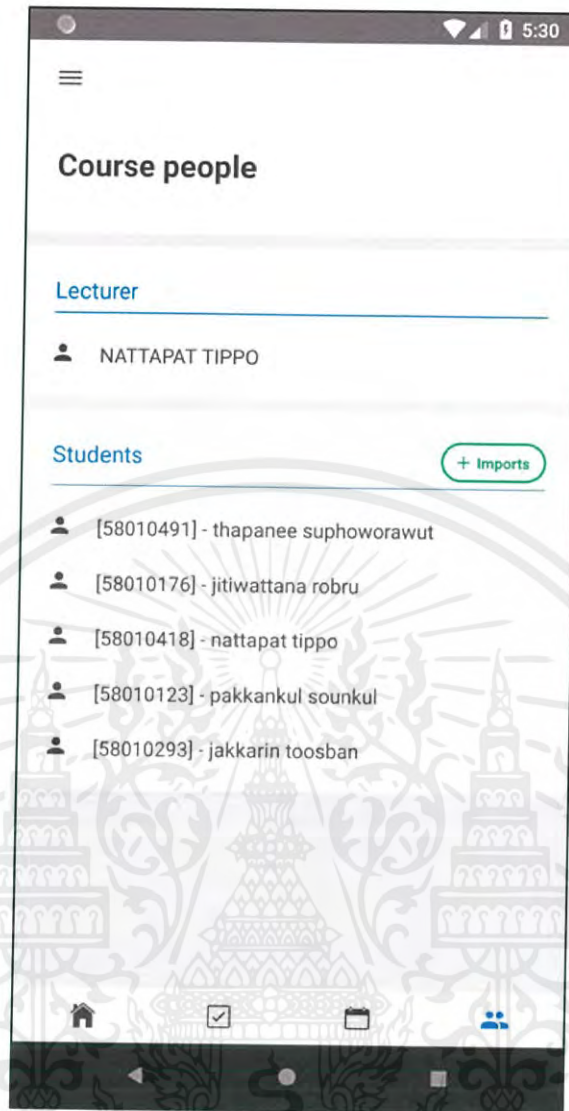 5:30
Course people
Lecturer
NATTAPAT TIPPO
Students
+ Imports
[58010491] - thapanee suphoworawut
[58010176] - jitiwattana robru
[58010418] - nattapat tippo
[58010123] - pakkankul sounkul
[58010293] - jakkarin toosban